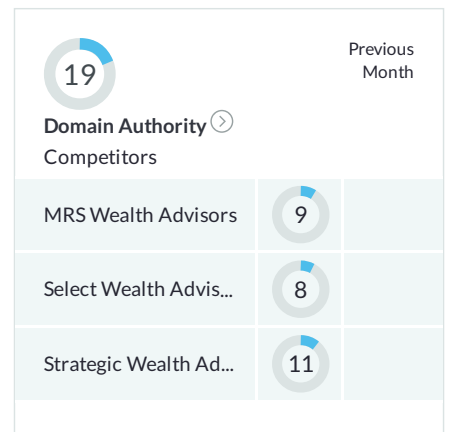 19
Previous
Month
Domain Authority
Competitors
MRS Wealth Advisors 9
Select Wealth Advis... 8
Strategic Wealth Ad... 11